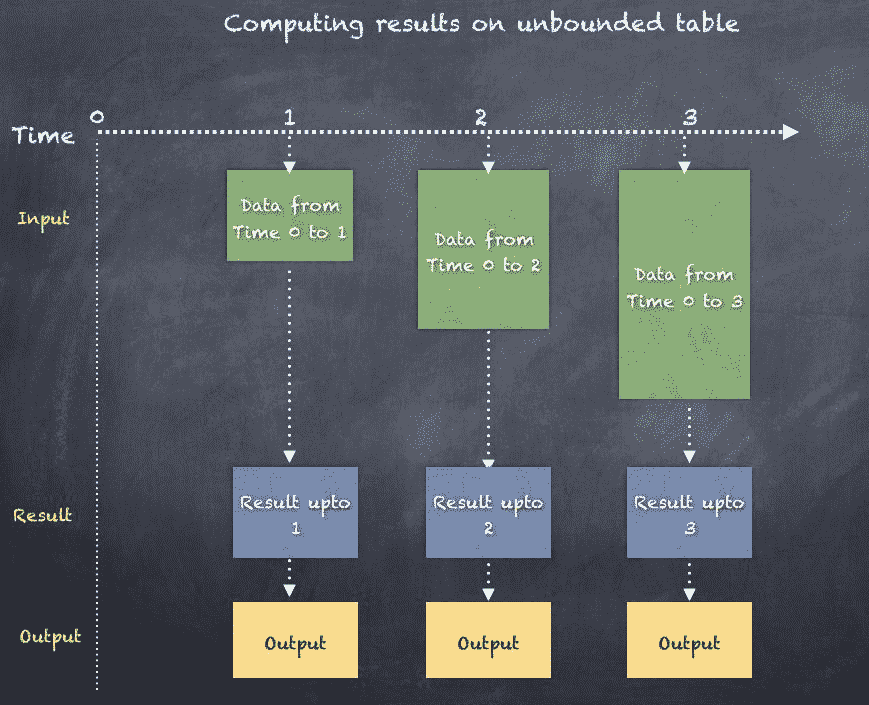 Computing results on unbounded table
0
1
2
3
Time
Input
Data from
Time 0 to 1
Data from
Time 0 to 2
Data from
Time 0 to 3
Result
Result upto
1
Result upto
2
Result upto
3
Output
Output
Output
Output